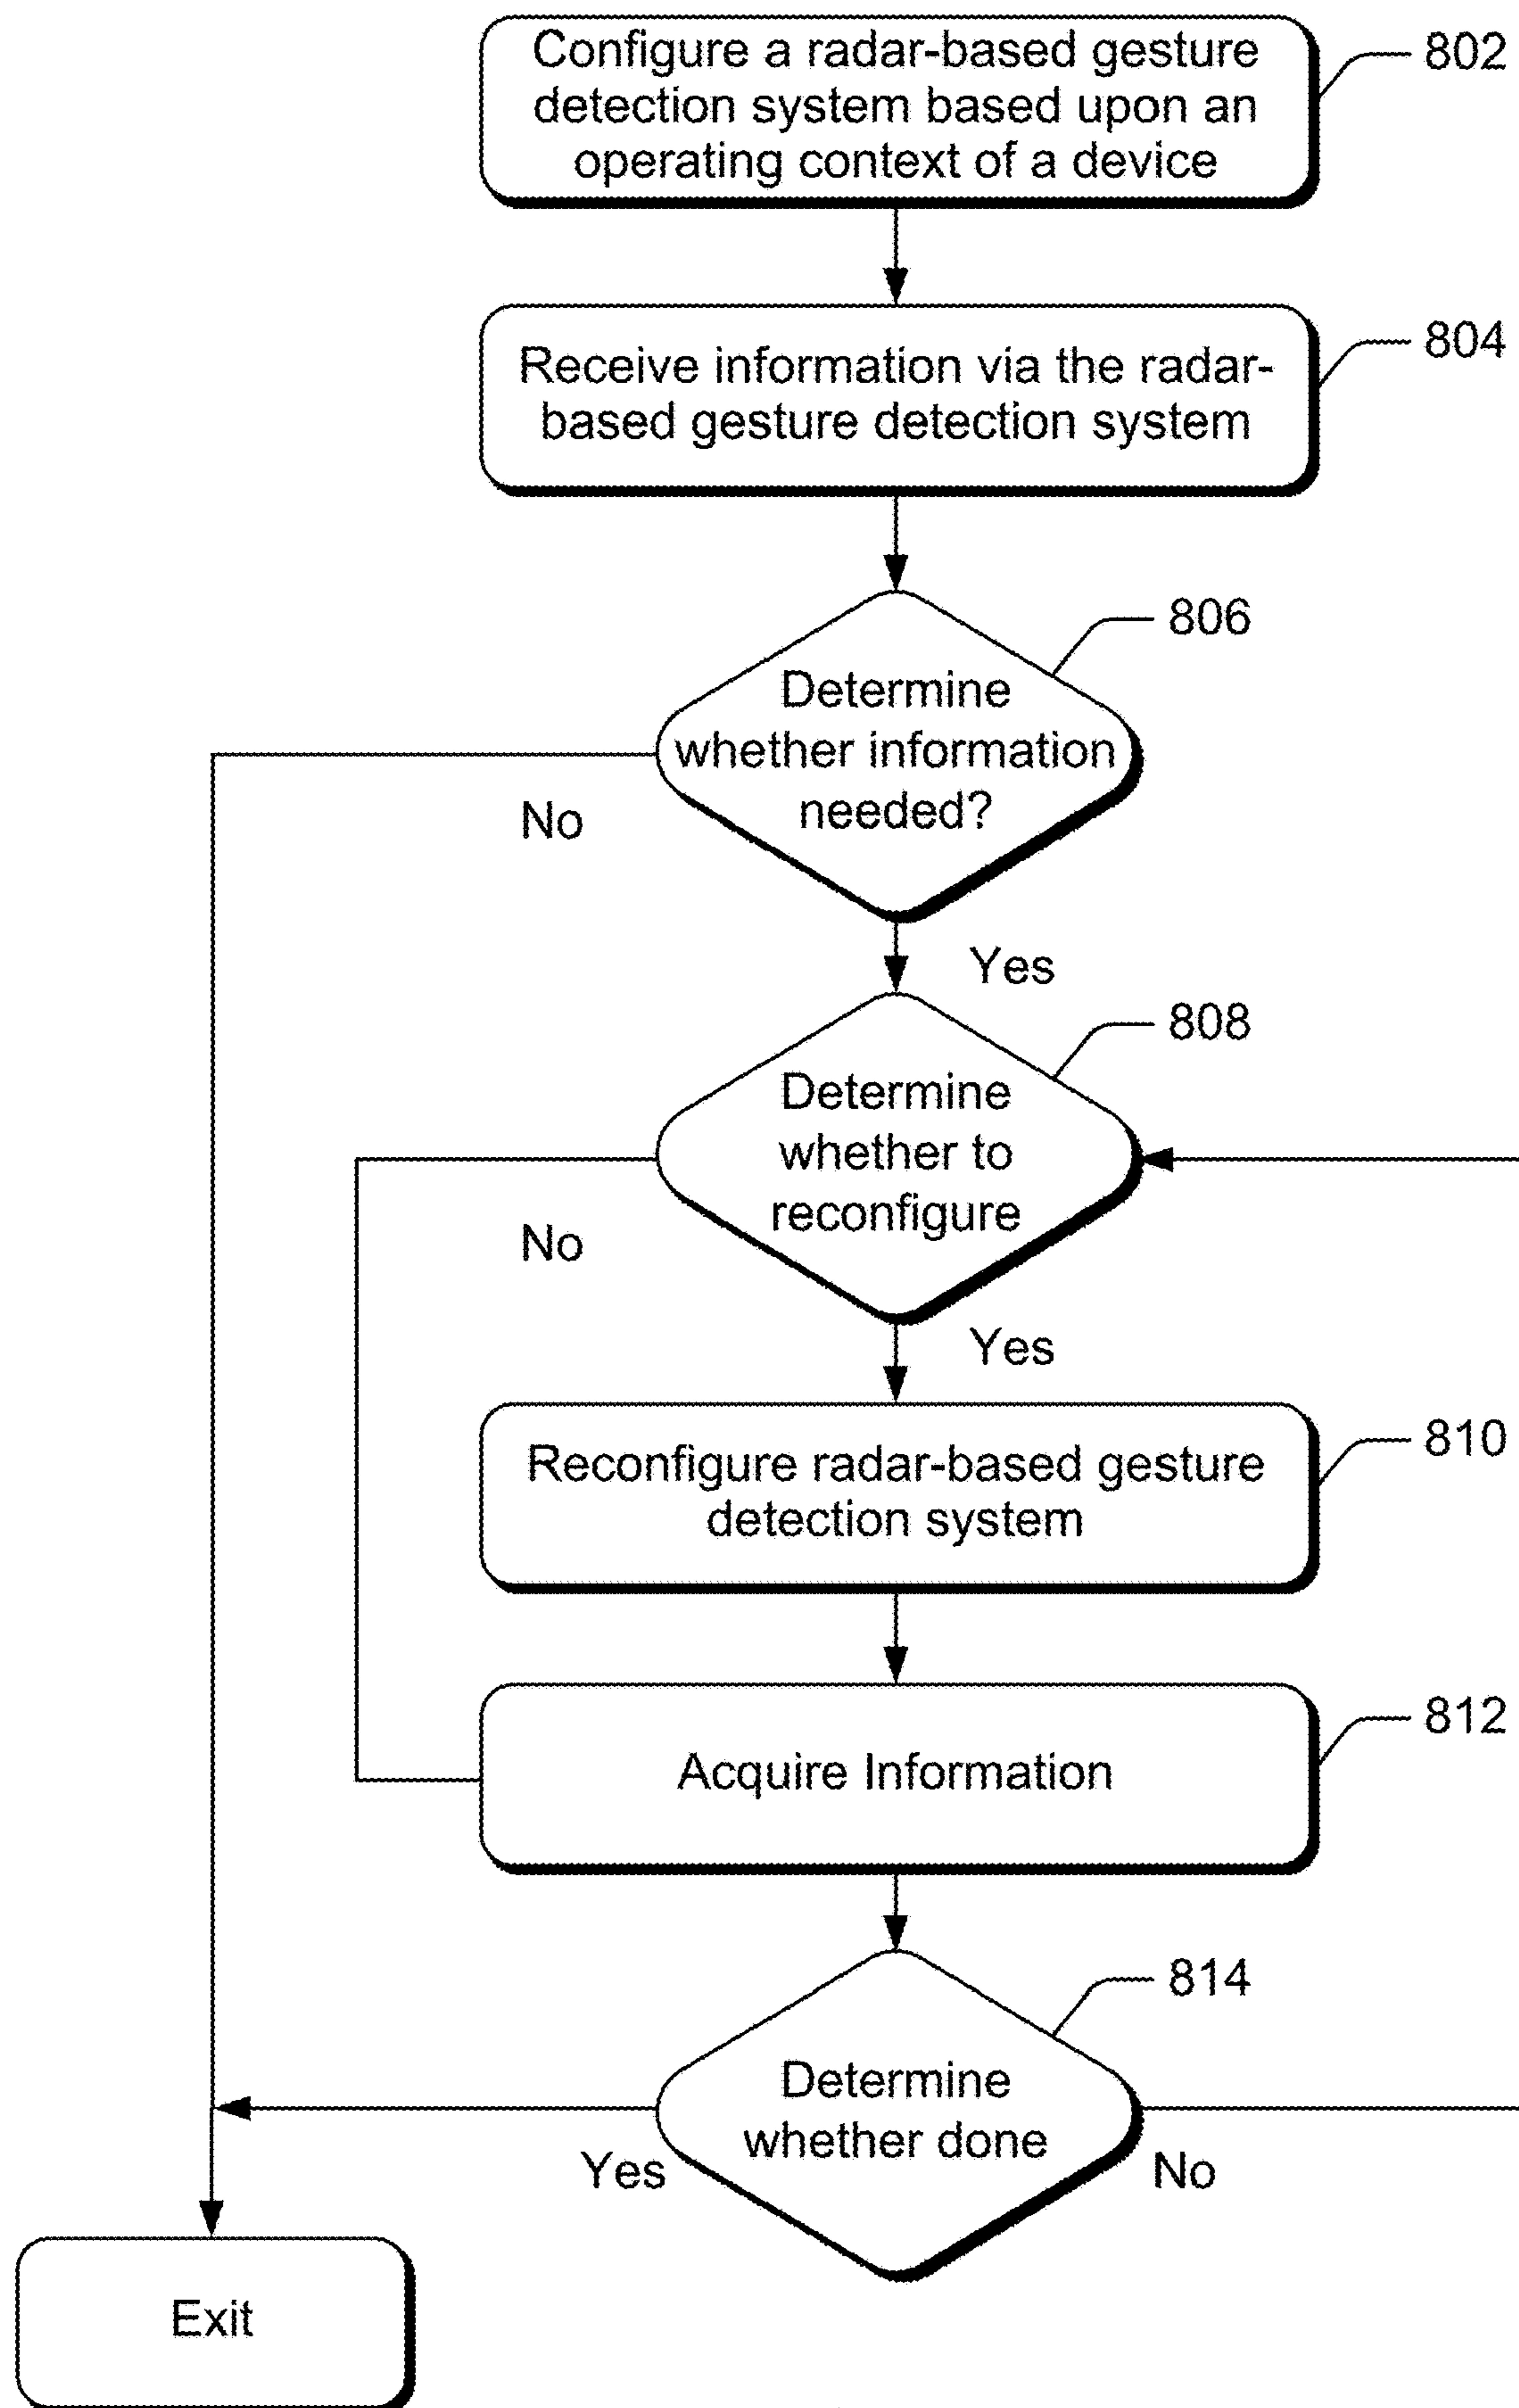 Configure a radar-based gesture
detection system based upon an
operating context of a device
802
Receive information via the radar-
based gesture detection system
804
806
Determine
whether information
needed?
No
Yes
808
Determine
whether to
reconfigure
No
Yes
Reconfigure radar-based gesture
detection system
810
Acquire Information
812
814
Determine
whether done
Yes
No
Exit